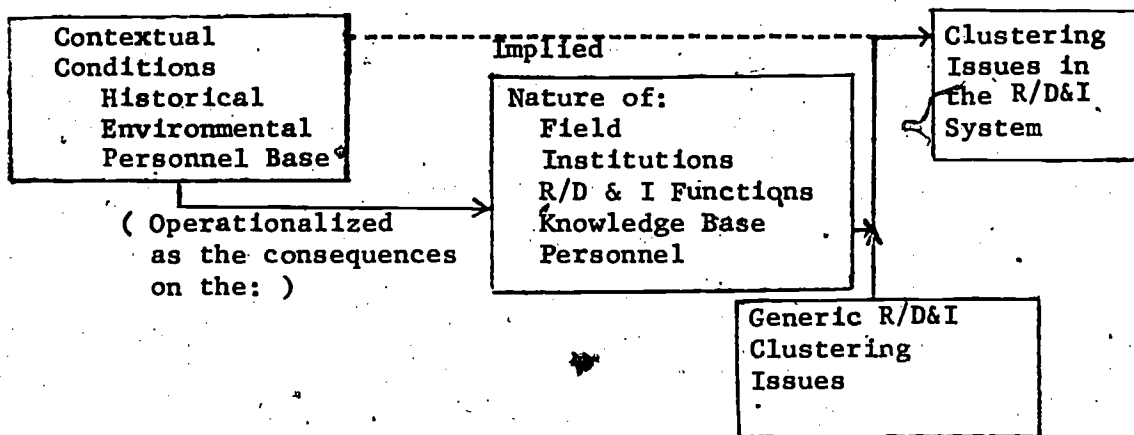 Contextual
Conditions
Historical
Environmental
Personnel Base
( Operationalized
as the consequences
on the: )
Implied
Nature of:
Field
Institutions
R/D & I Functions
Knowledge Base
Personnel
Clustering
Issues in
the R/D&I
System
Generic R/D&I
Clustering
Issues